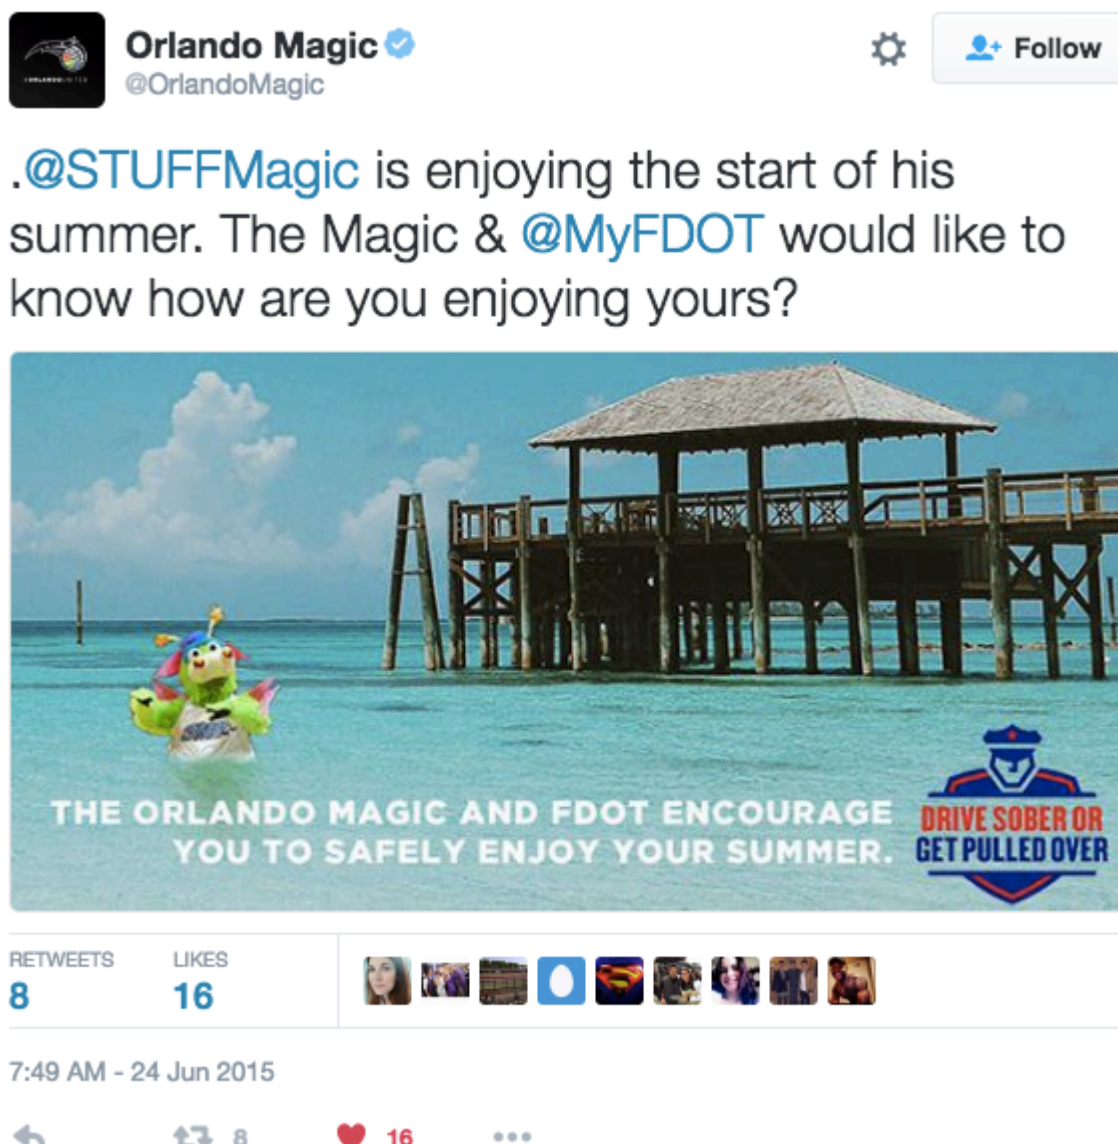 Orlando Magic
@OrlandoMagic
Follow
.@STUFFMagic is enjoying the start of his
summer. The Magic & @MyFDOT would like to
know how are you enjoying yours?
THE ORLANDO MAGIC AND FDOT ENCOURAGE
YOU TO SAFELY ENJOY YOUR SUMMER.
DRIVE SOBER OR
GET PULLED OVER
RETWEETS LIKES
8 16
7:49 AM - 24 Jun 2015
8 16